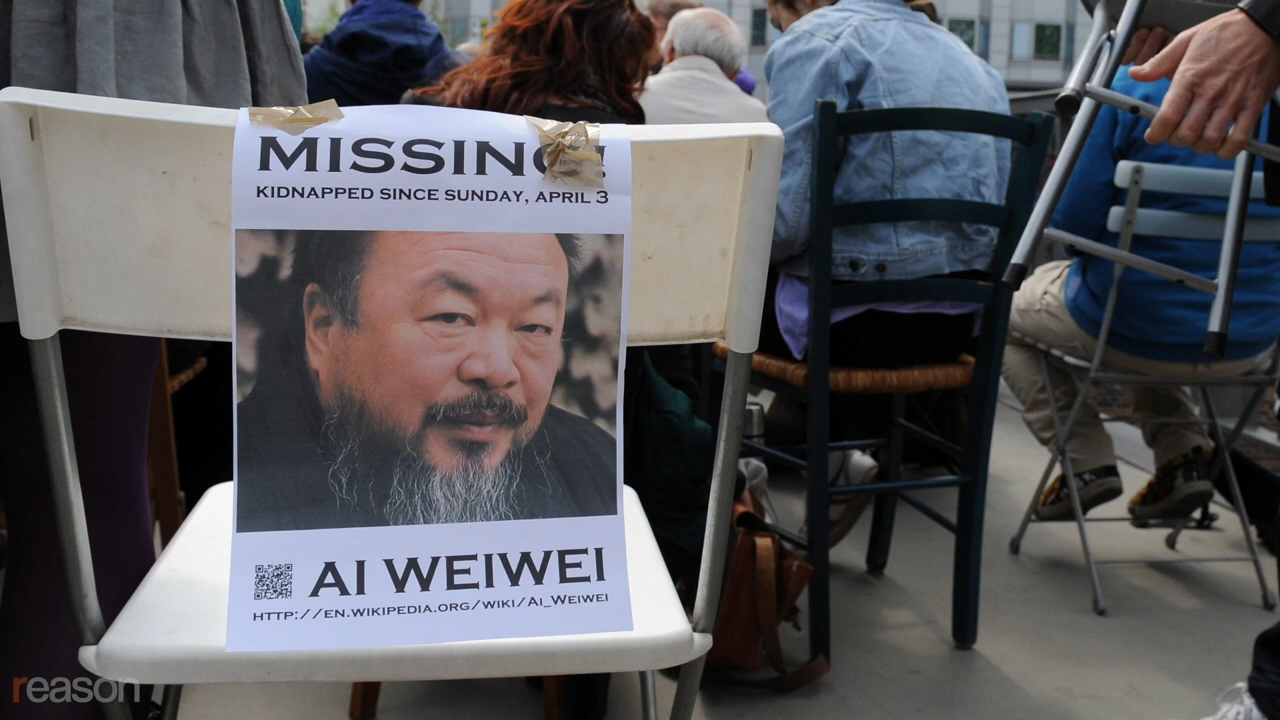 MISSING!
KIDNAPPED SINCE SUNDAY, APRIL 3
AI WEIWEI
HTTP://EN.WIKIPEDIA.ORG/WIKI/AI_WEIWEI
reason